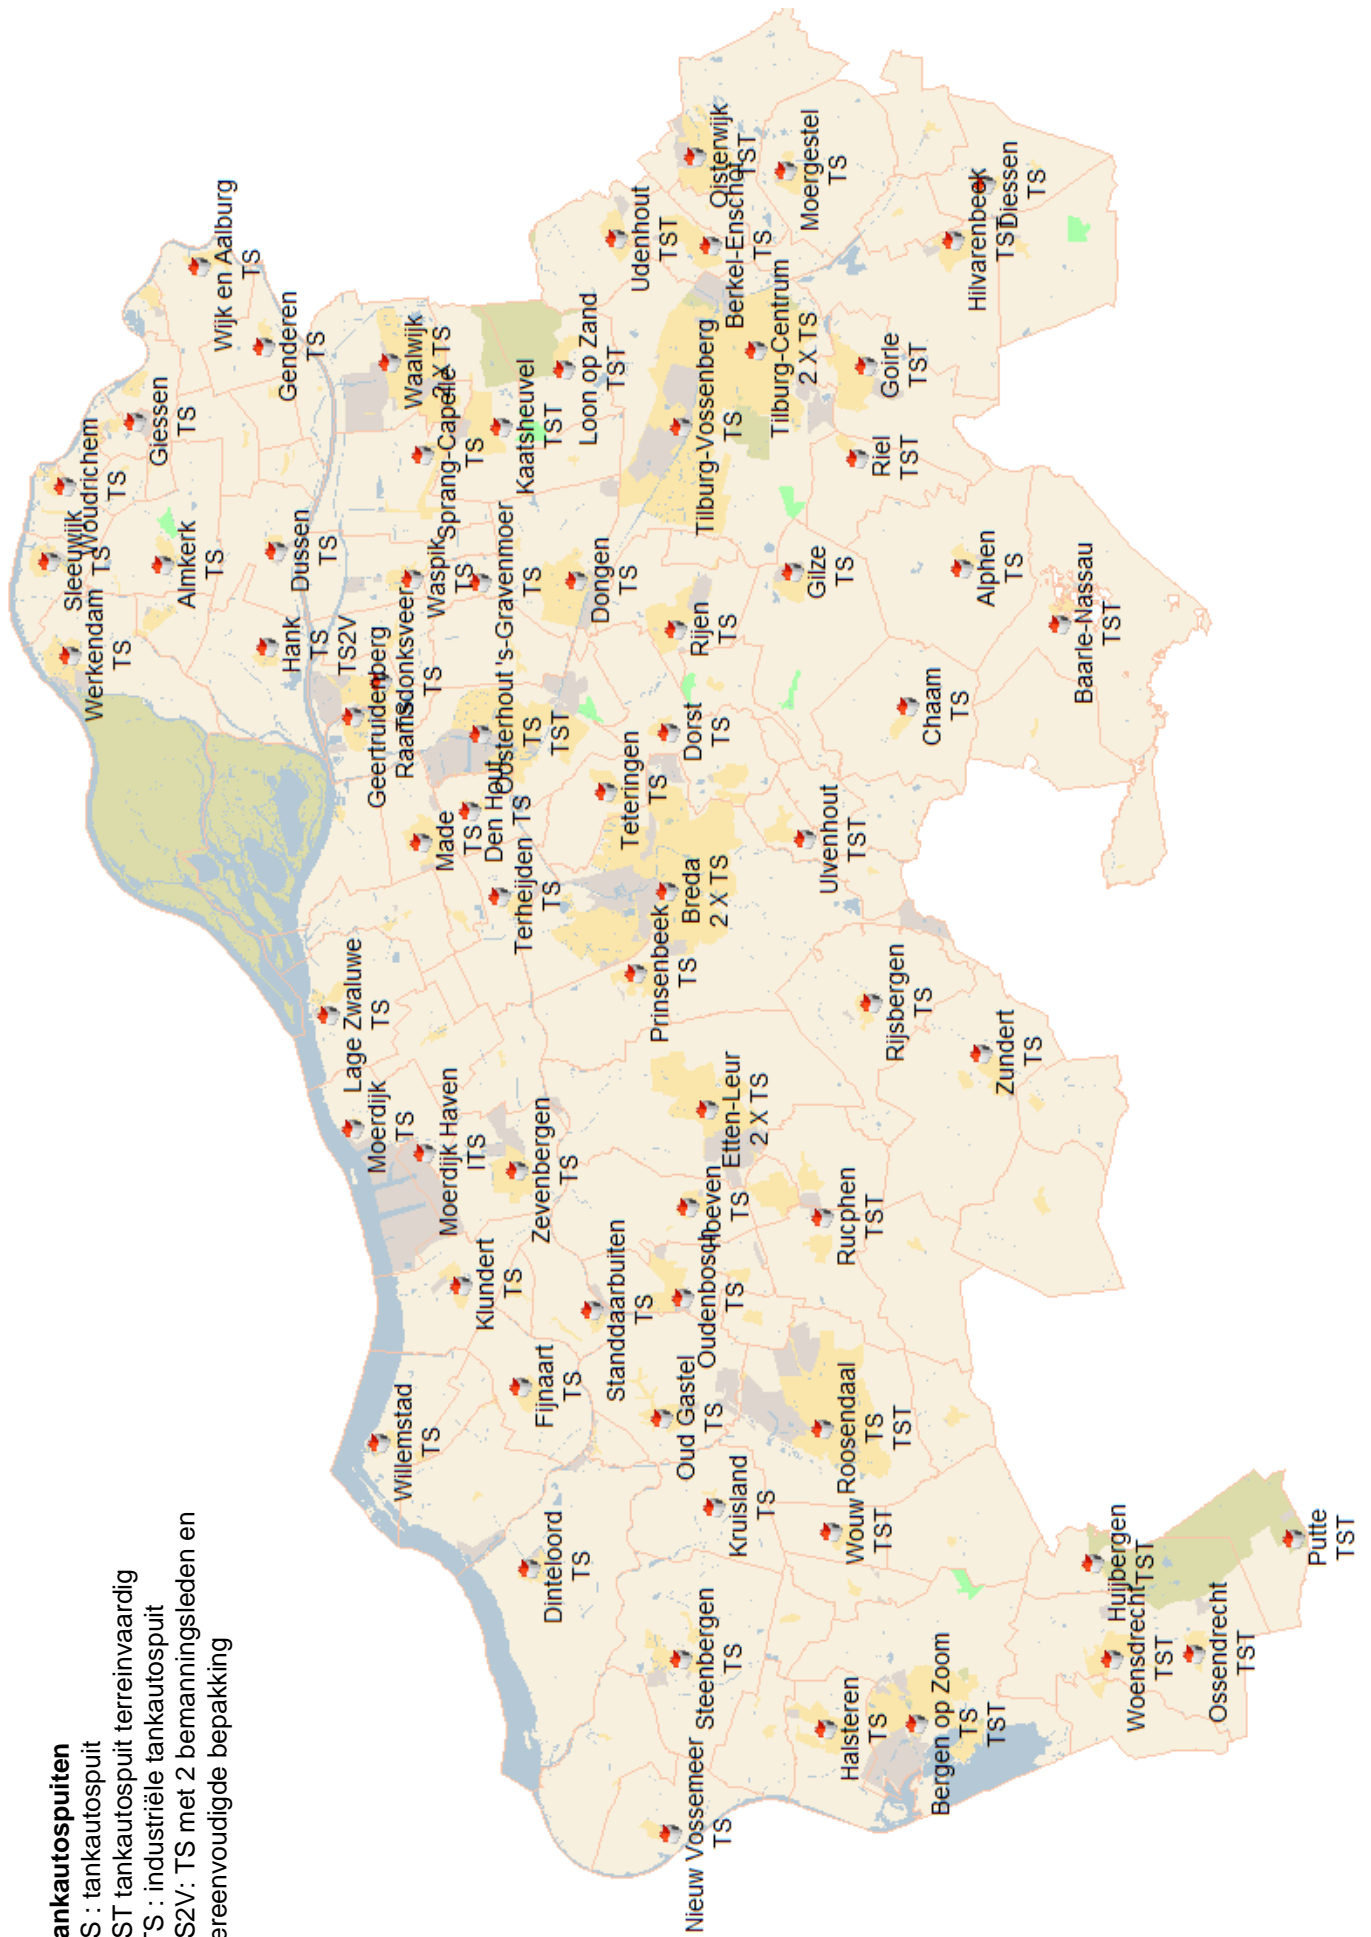 ankautospuiten
S : tankautospuit
ST tankautospuit terreinvaardig
TS : industriële tankautospuit
S2V: TS met 2 bemanningsleden en
ereenvoudigde bepakking
Nieuw Vossemeer
TS
Steenbergen
TS
Halsteren
TS
Bergen op Zoom
TS
TST
Woensdrecht
TST
Ossendrecht
TST
Huijbergen
TST
Putte
TST
Dinteloord
TS
Kruisland
TS
Wouw
TST
Roosendaal
TS
TST
Willemstad
TS
Fijnaart
TS
Oud Gastel
TS
Standdaarbuiten
TS
Oudenbosch
TS
Klundert
TS
Hoeven
TS
Rucphen
TST
Zevenbergen
TS
Moerdijk Haven
ITS
Moerdijk
TS
Etten-Leur
2 X TS
Lage Zwaluwe
TS
Zundert
TS
Rijsbergen
TS
Prinsenbeek
TS
Breda
2 X TS
Terheijden
TS
Made
TS
Den Hout
TS
Teteringen
TS
Ulvenhout
TST
Dorst
TS
Oosterhout
TS
TST
Geertruidenberg
TS
Raamsdonksveer
TS
Chaam
TS
Werkendam
TS
Hank
TS
TS2V
Sleeuwijk
TS
Woudrichem
TS
Almkerk
TS
Dussen
TS
Waspik
TS
's-Gravenmoer
TS
Dongen
TS
Rijen
TS
Gilze
TS
Alphen
TS
Baarle-Nassau
TST
Giessen
TS
Genderen
TS
Wijk en Aalburg
TS
Waalwijk
2 X TS
Sprang-Capelle
TS
Kaatsheuvel
TST
Loon op Zand
TST
Tilburg-Vossenberg
TS
Tilburg-Centrum
2 X TS
Riel
TST
Goirle
TST
Udenhout
TST
Berkel-Enschot
TS
Oisterwijk
TST
Moergestel
TS
Hilvarenbeek
TST
Diessen
TS